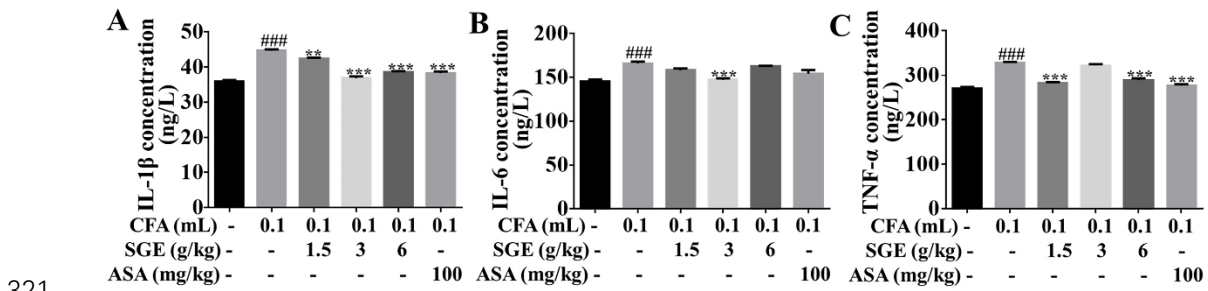 A
IL-1β concentration
(ng/L)
50
40
30
20
10
0
###
**
***
***
***
CFA (mL) - 0.1 0.1 0.1 0.1 0.1
SGE (g/kg) - - 1.5 3 6 -
ASA (mg/kg) - - - - - 100
B
IL-6 concentration
(ng/L)
200
150
100
50
0
###
***
CFA (mL) - 0.1 0.1 0.1 0.1 0.1
SGE (g/kg) - - 1.5 3 6 -
ASA (mg/kg) - - - - - 100
C
TNF-α concentration
(ng/L)
400
300
200
100
0
###
***
***
***
CFA (mL) - 0.1 0.1 0.1 0.1 0.1
SGE (g/kg) - - 1.5 3 6 -
ASA (mg/kg) - - - - - 100
321